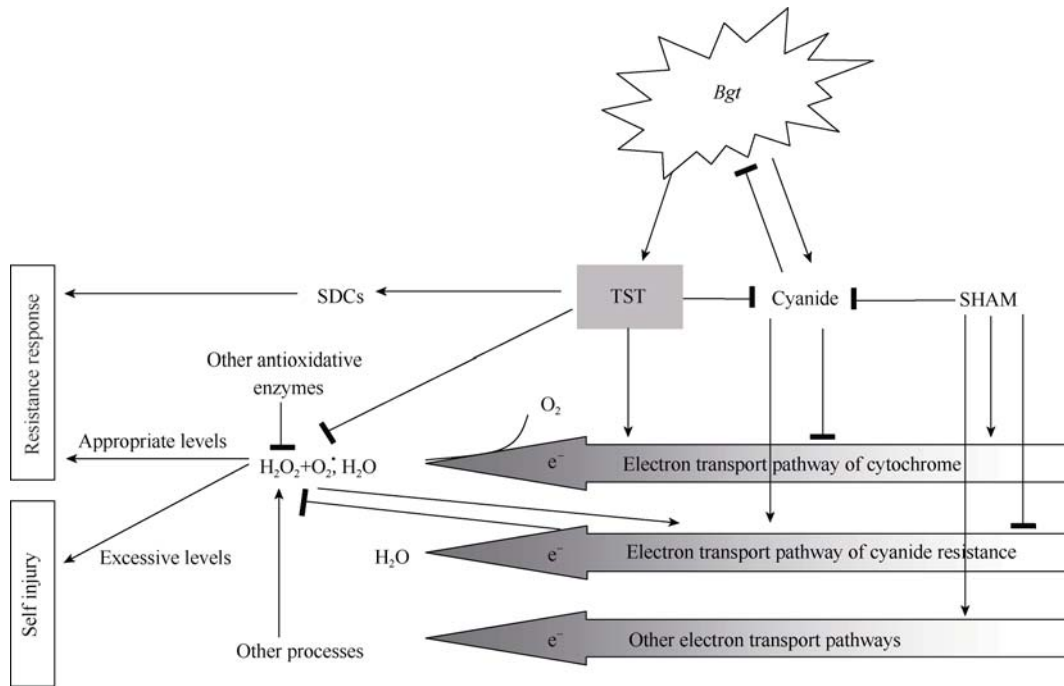 Bgt
Resistance response
SDCs
TST
Cyanide
SHAM
Other antioxidative
enzymes
O₂
Appropriate levels
H₂O₂+O₂⁻; H₂O
e⁻
Electron transport pathway of cytochrome
Self injury
Excessive levels
H₂O
e⁻
Electron transport pathway of cyanide resistance
Other processes
e⁻
Other electron transport pathways